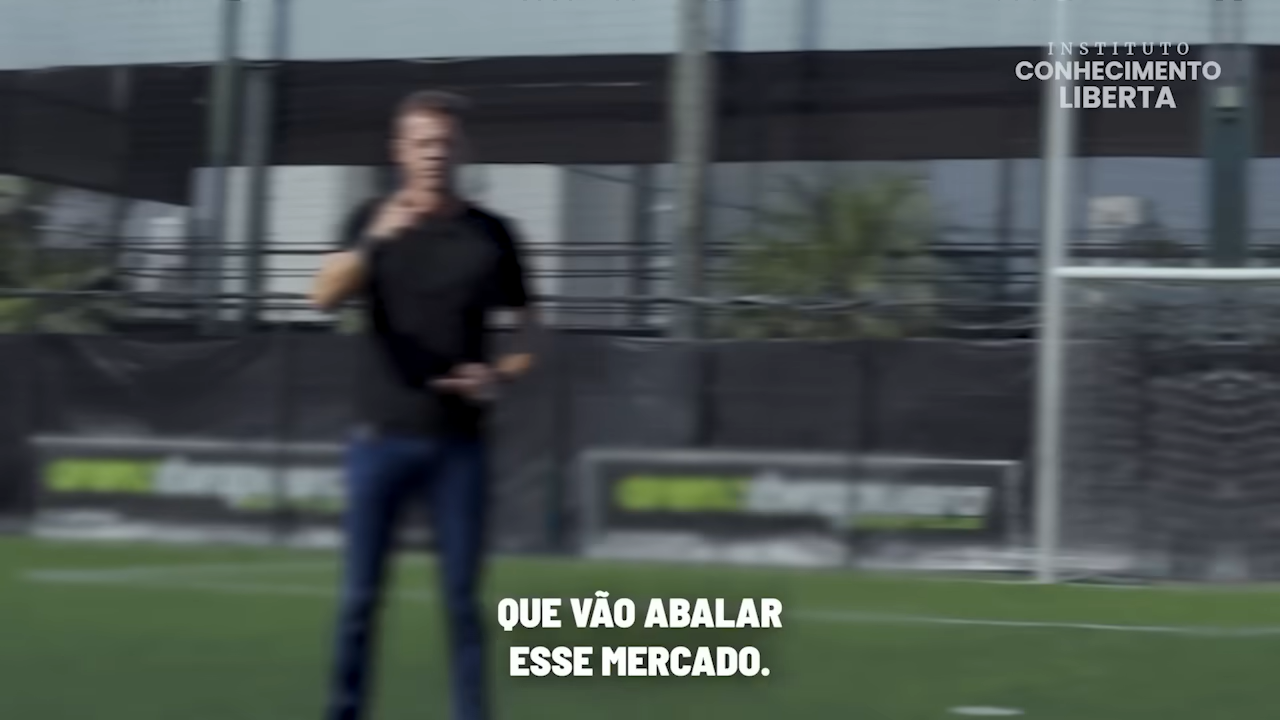 INSTITUTO
CONHECIMENTO
LIBERTA
QUE VÃO ABALAR
ESSE MERCADO.